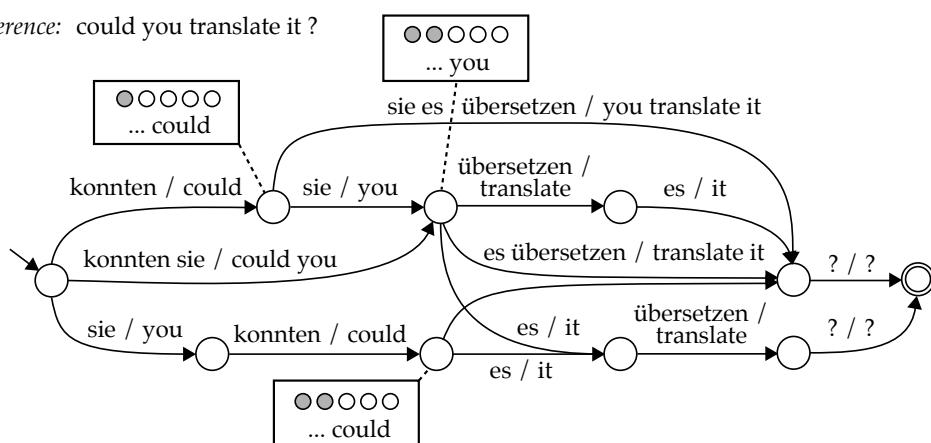 erence: could you translate it ?
... you
... could
sie es übersetzen / you translate it
konnten / could
sie / you
übersetzen /
translate
es / it
konnten sie / could you
es übersetzen / translate it
? / ?
sie / you
konnten / could
es / it
es / it
übersetzen /
translate
? / ?
... could